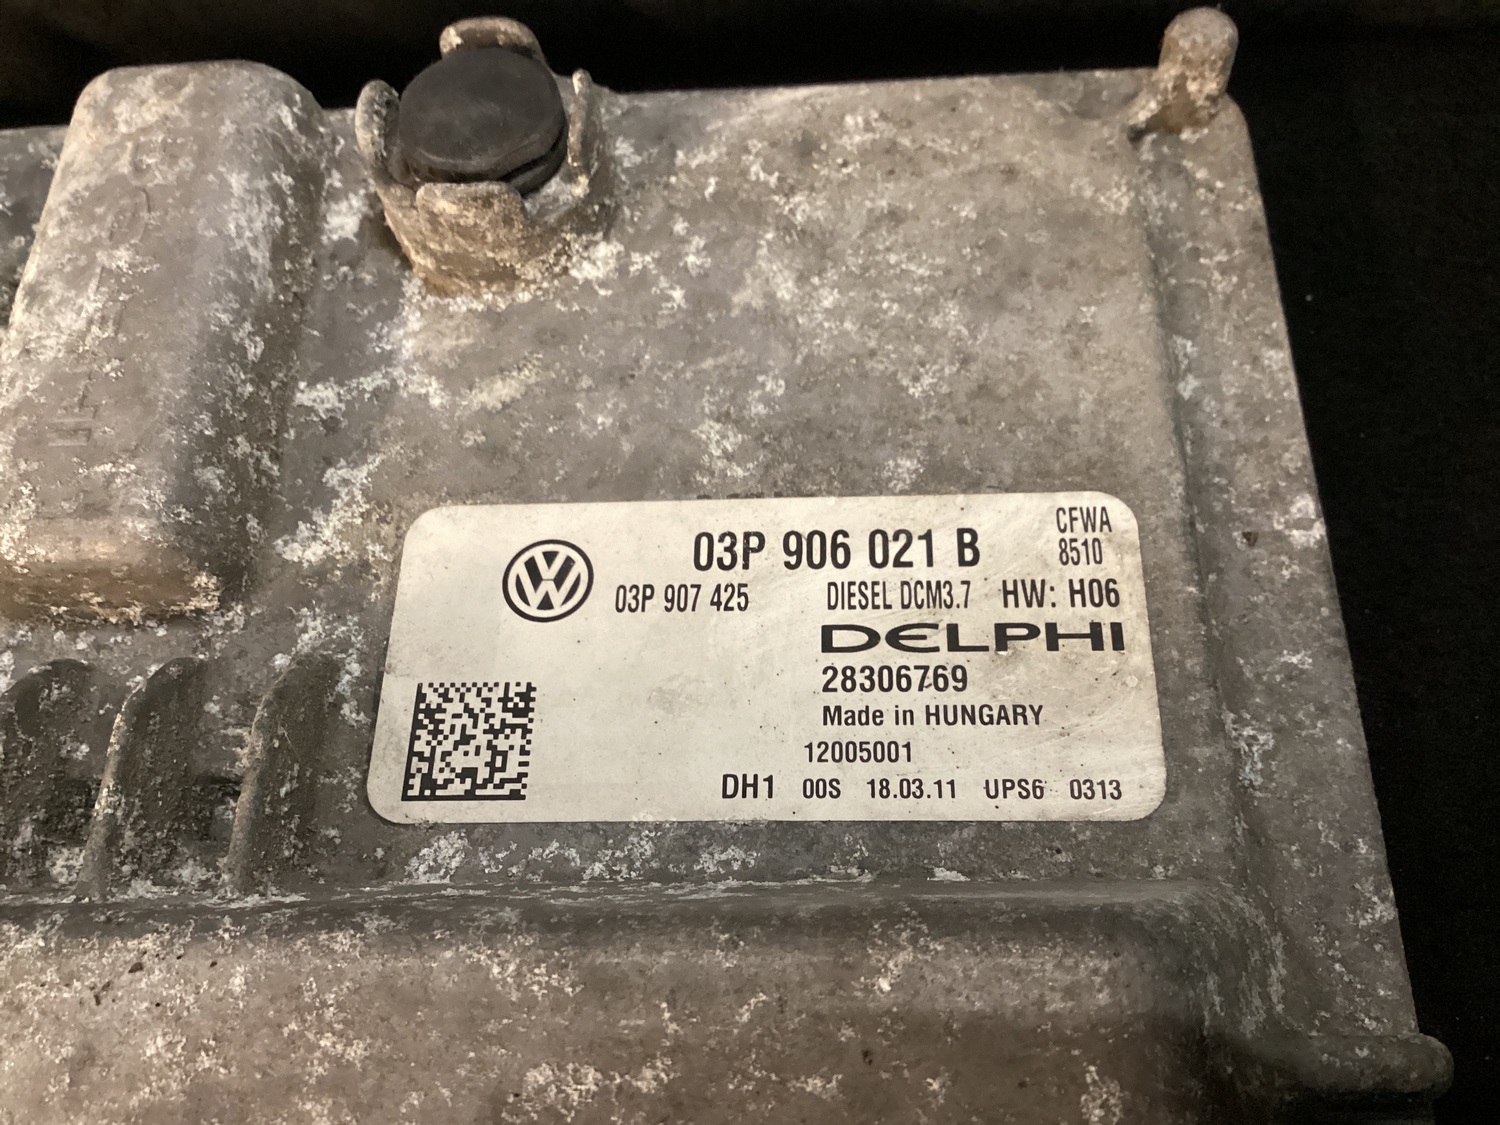 CFWA
03P 906 021 B 8510
03P 907 425 DIESEL DCM3.7 HW: H06
DELPHI
28306769
Made in HUNGARY
12005001
DH1 00S 18.03.11 UPS6 0313